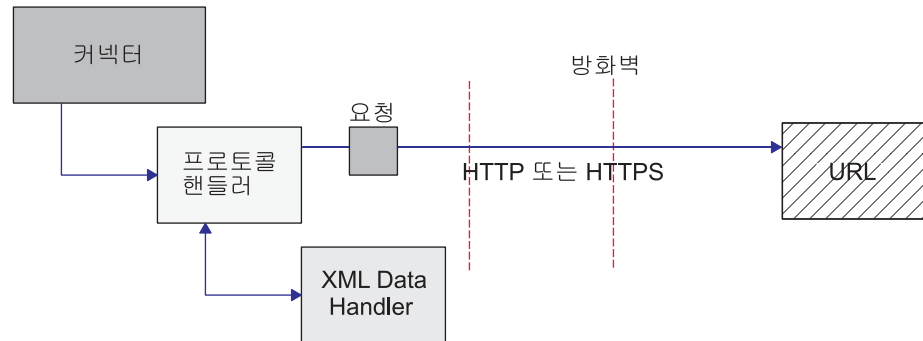 커넥터
방화벽
요청
프로토콜
핸들러
HTTP 또는 HTTPS
URL
XML Data
Handler